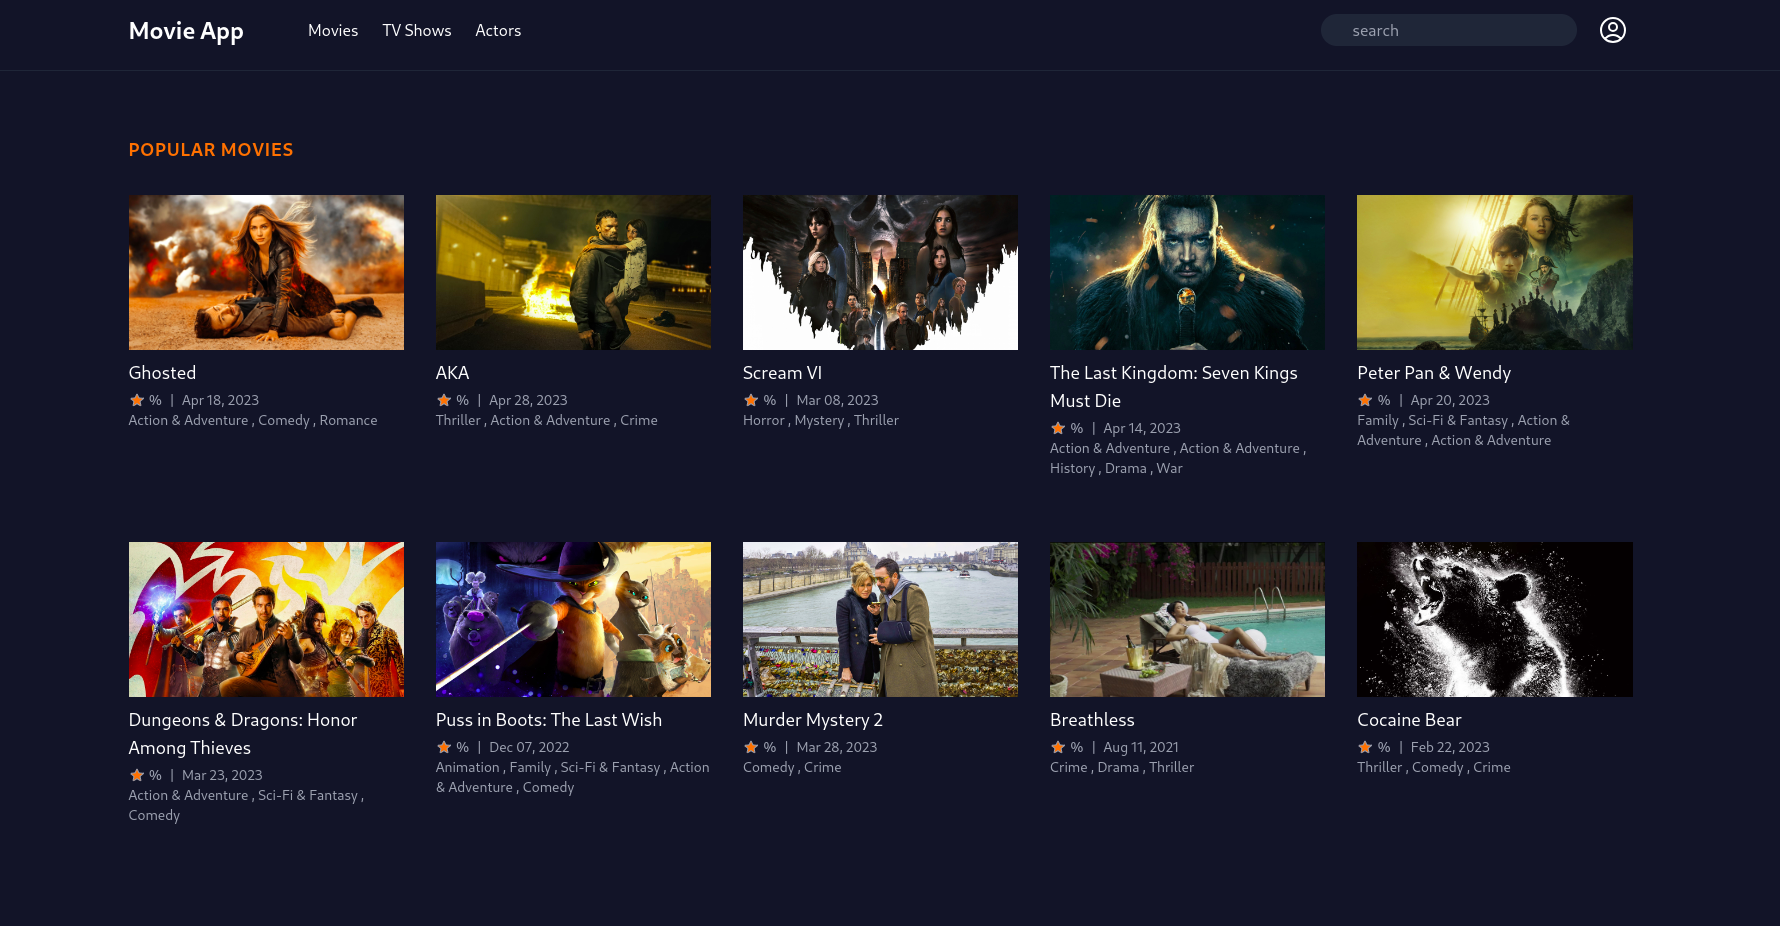 Movie App
Movies
TV Shows
Actors
search
POPULAR MOVIES
Ghosted
% | Apr 18, 2023
Action & Adventure , Comedy , Romance
AKA
% | Apr 28, 2023
Thriller , Action & Adventure , Crime
Scream VI
% | Mar 08, 2023
Horror , Mystery , Thriller
The Last Kingdom: Seven Kings
Must Die
% | Apr 14, 2023
Action & Adventure , Action & Adventure ,
History , Drama , War
Peter Pan & Wendy
% | Apr 20, 2023
Family , Sci-Fi & Fantasy , Action &
Adventure , Action & Adventure
Dungeons & Dragons: Honor
Among Thieves
% | Mar 23, 2023
Action & Adventure , Sci-Fi & Fantasy ,
Comedy
Puss in Boots: The Last Wish
% | Dec 07, 2022
Animation , Family , Sci-Fi & Fantasy , Action
& Adventure , Comedy
Murder Mystery 2
% | Mar 28, 2023
Comedy , Crime
Breathless
% | Aug 11, 2021
Crime , Drama , Thriller
Cocaine Bear
% | Feb 22, 2023
Thriller , Comedy , Crime